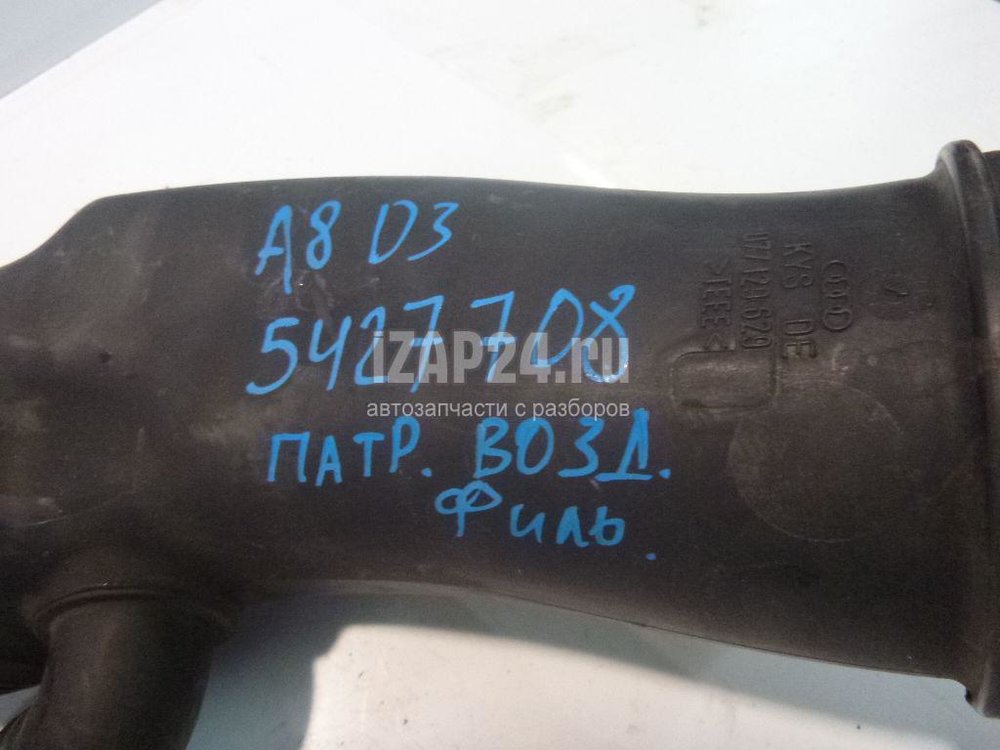 A8 D3
5427708
ПАТР. ВОЗД.
Филь.
iZAP24.ru
автозапчасти с разборов
KYS DE